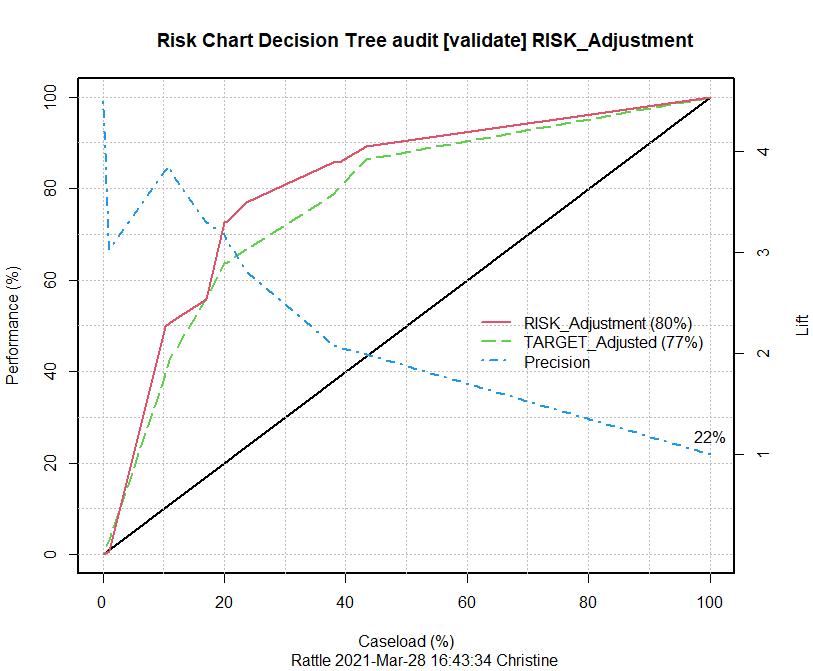 Risk Chart Decision Tree audit [validate] RISK_Adjustment
100
80
60
40
20
0
Performance (%)
4
3
2
1
Lift
RISK_Adjustment (80%)
TARGET_Adjusted (77%)
Precision
22%
0 20 40 60 80 100
Caseload (%)
Rattle 2021-Mar-28 16:43:34 Christine